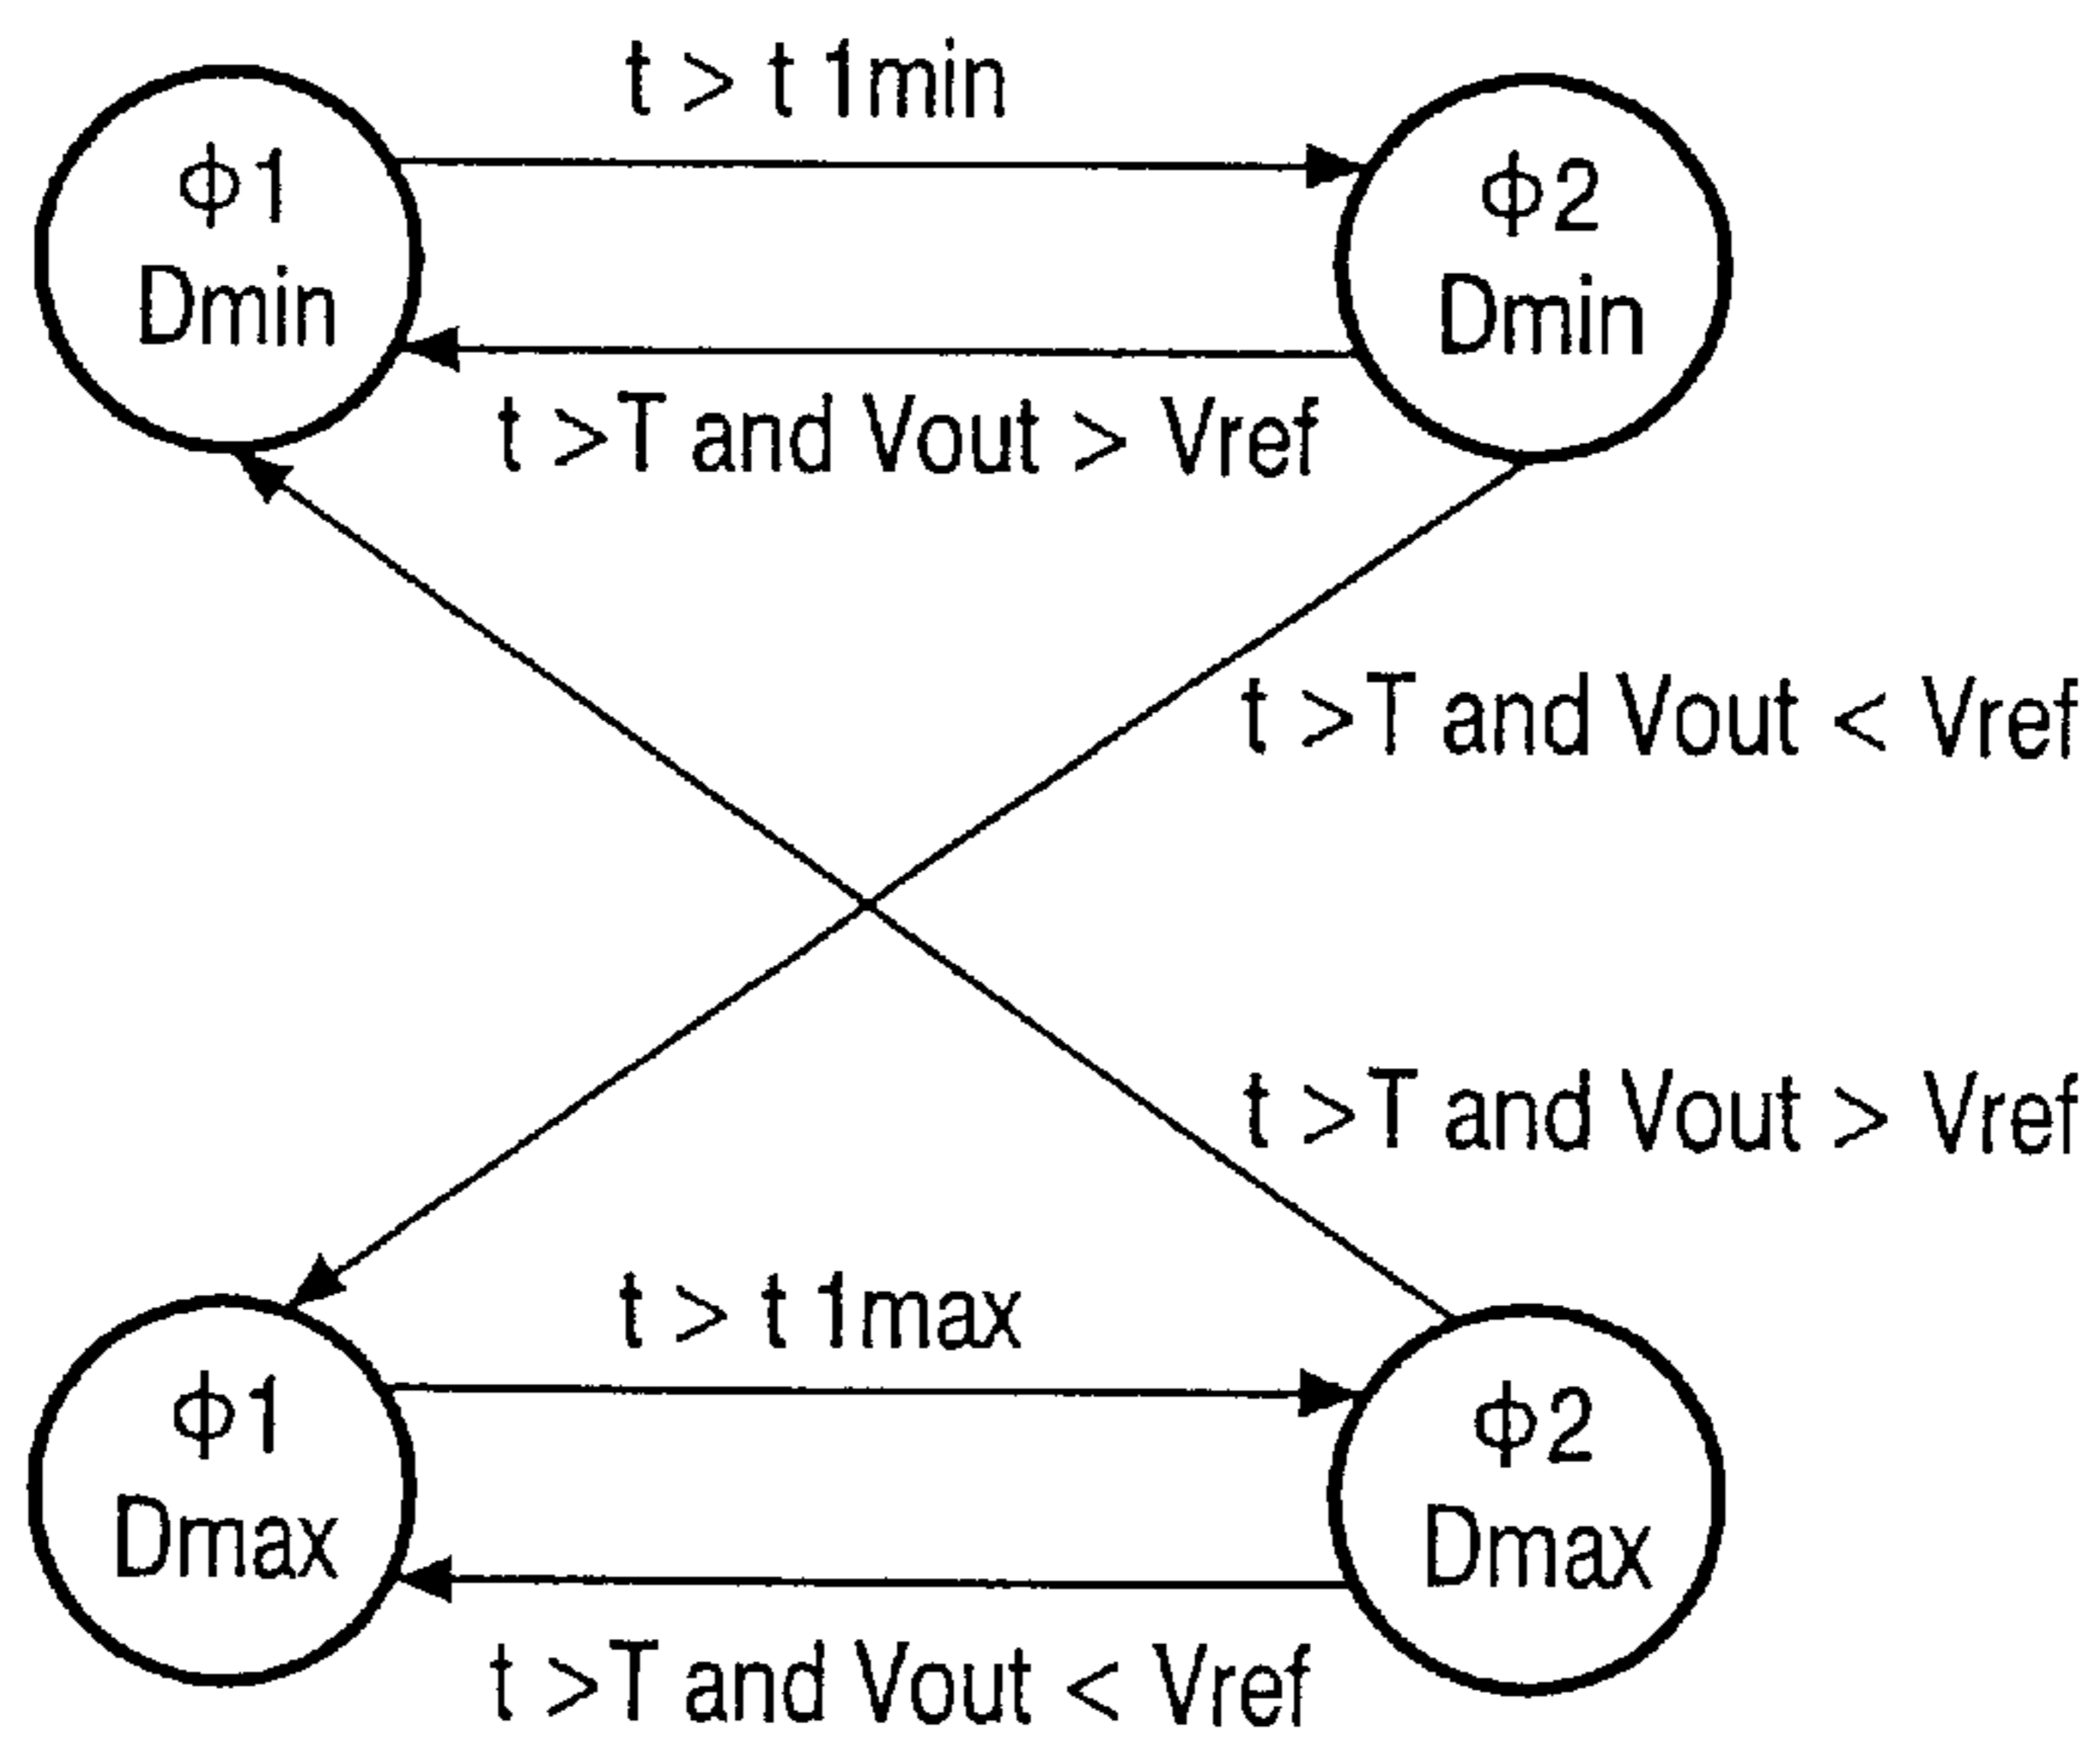 t > t 1min
ϕ1
Dmin
ϕ2
Dmin
t >T and Vout > Vref
t >T and Vout < Vref
t >T and Vout > Vref
t > t 1max
ϕ1
Dmax
ϕ2
Dmax
t >T and Vout < Vref